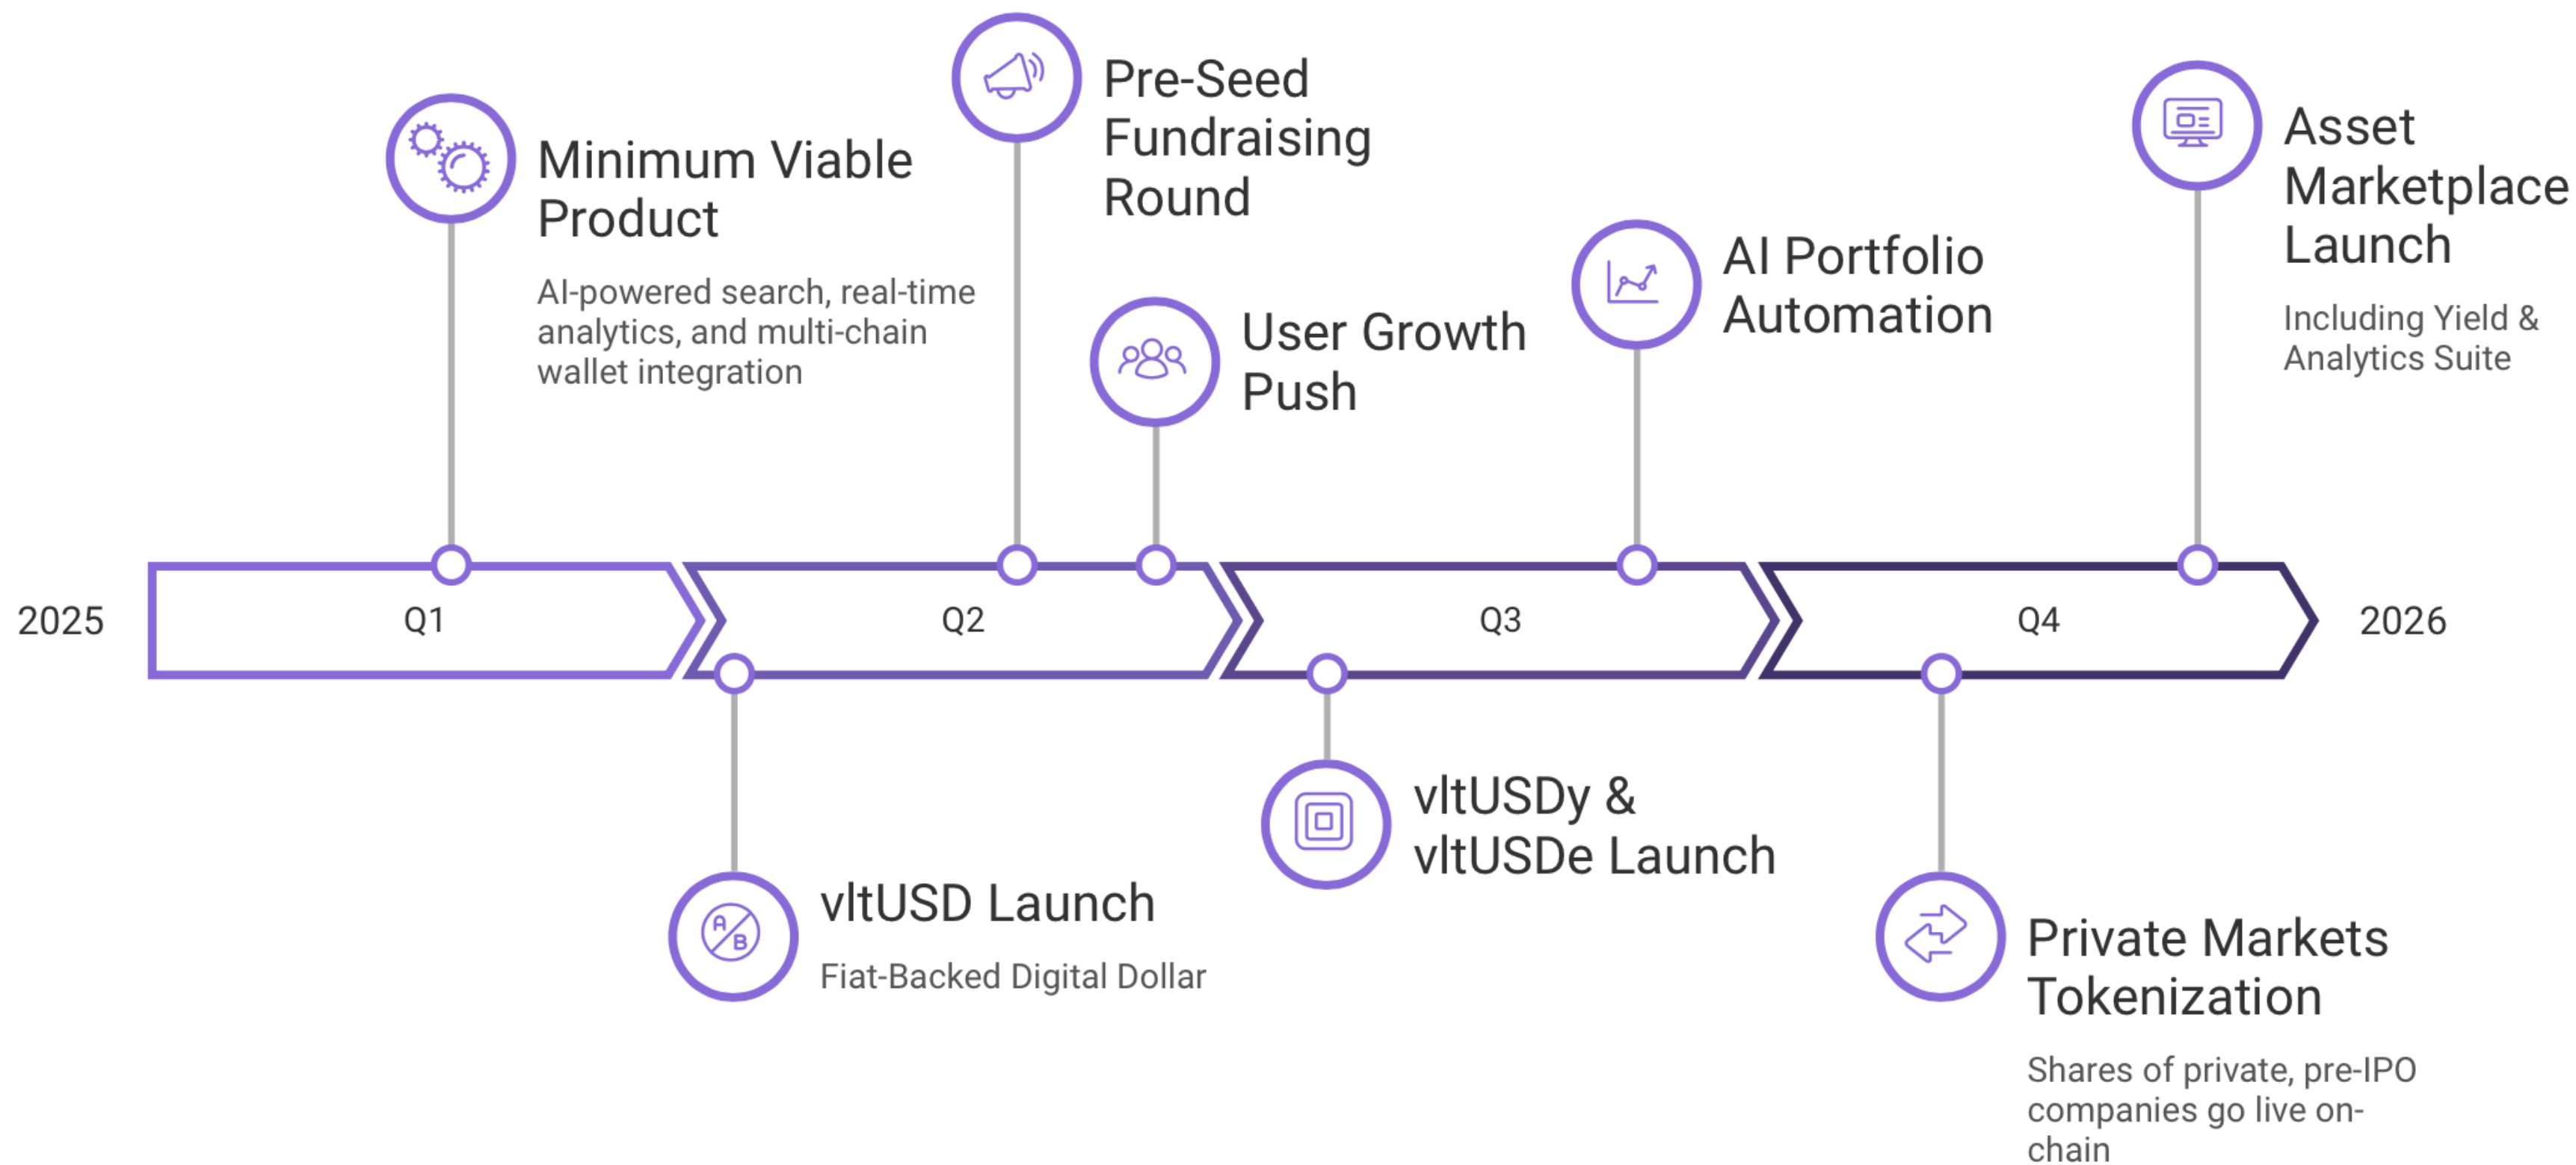 Minimum Viable
Product
AI-powered search, real-time
analytics, and multi-chain
wallet integration
Pre-Seed
Fundraising
Round
User Growth
Push
AI Portfolio
Automation
Asset
Marketplace
Launch
Including Yield &
Analytics Suite
2025
Q1
Q2
Q3
Q4
2026
A
B
vltUSD Launch
Fiat-Backed Digital Dollar
vltUSDy &
vltUSDe Launch
Private Markets
Tokenization
Shares of private, pre-IPO
companies go live on-
chain